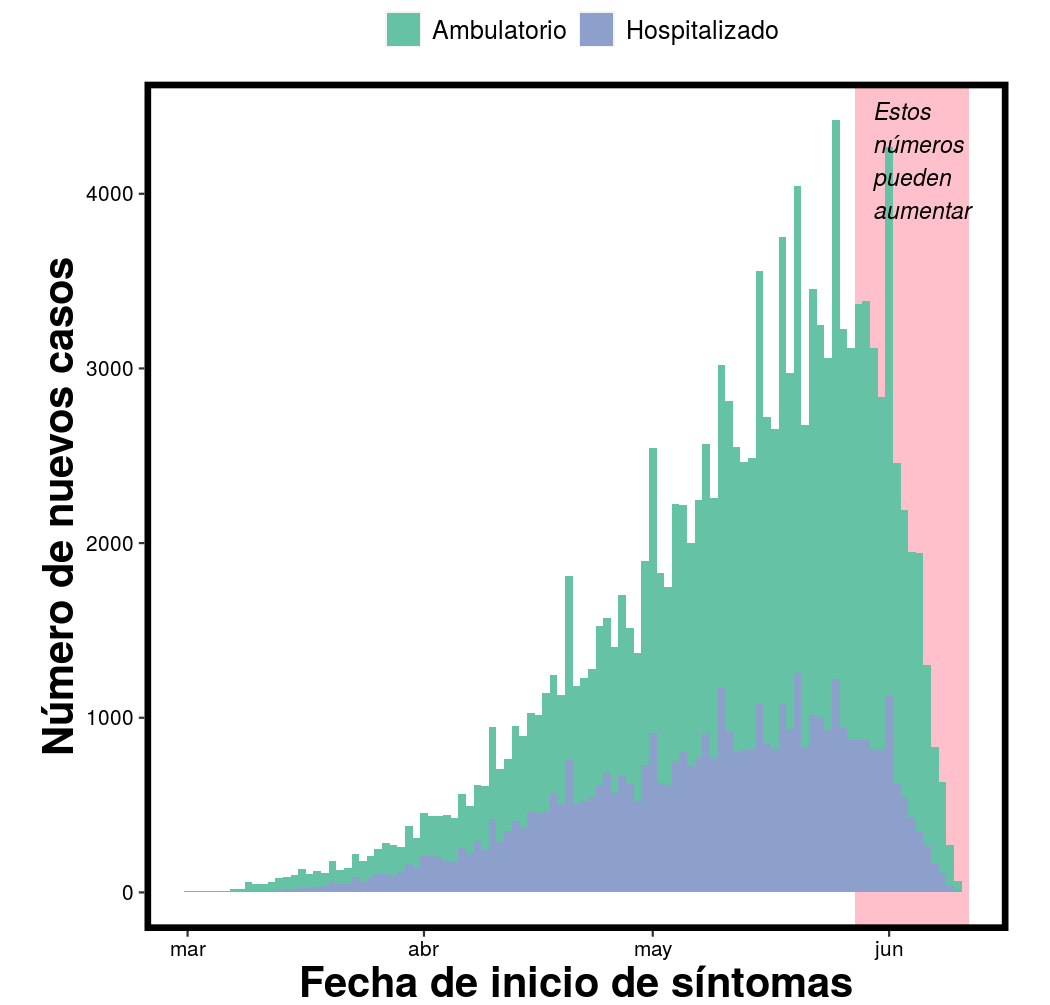 Ambulatorio Hospitalizado
Estos
números
pueden
aumentar
Número de nuevos casos
4000
3000
2000
1000
0
mar abr may jun
Fecha de inicio de síntomas